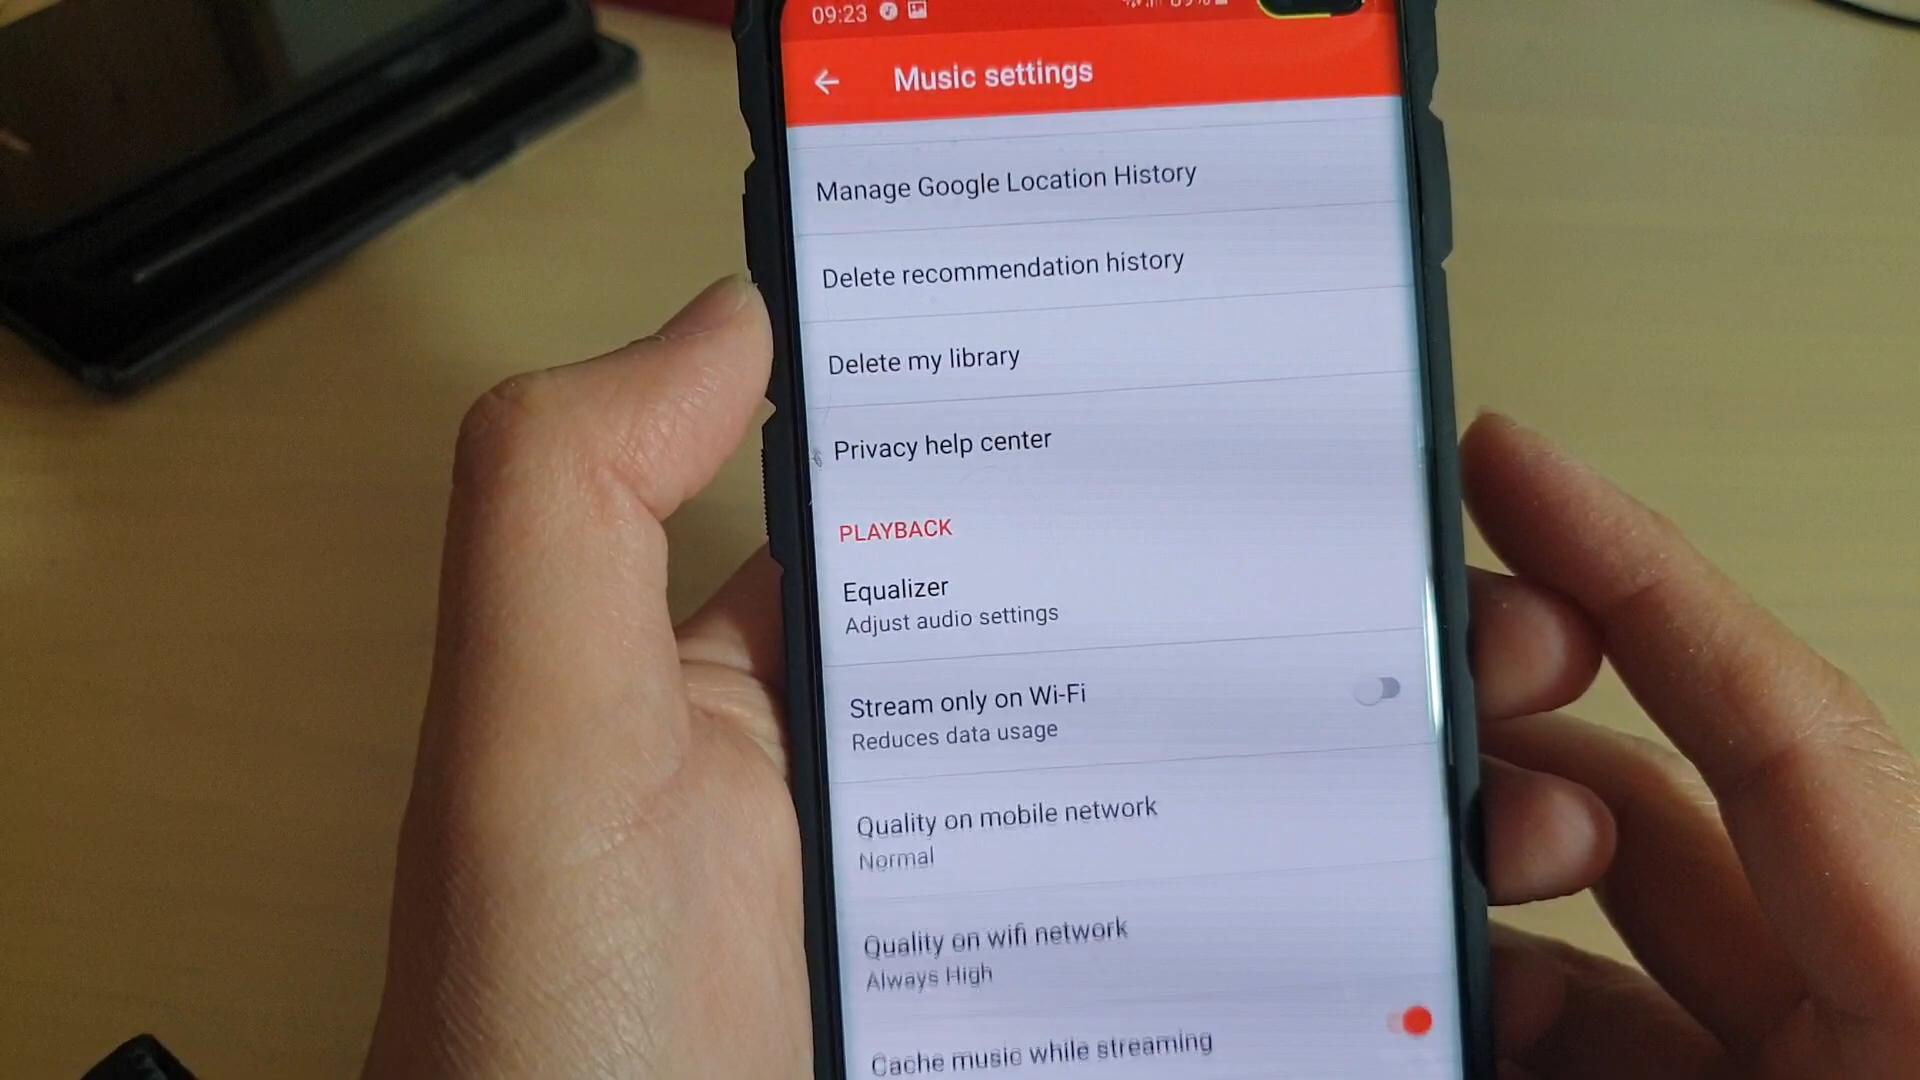 09:23
Music settings
Manage Google Location History
Delete recommendation history
Delete my library
Privacy help center
PLAYBACK
Equalizer
Adjust audio settings
Stream only on Wi-Fi
Reduces data usage
Quality on mobile network
Normal
Quality on wifi network
Always High
Cache music while streaming